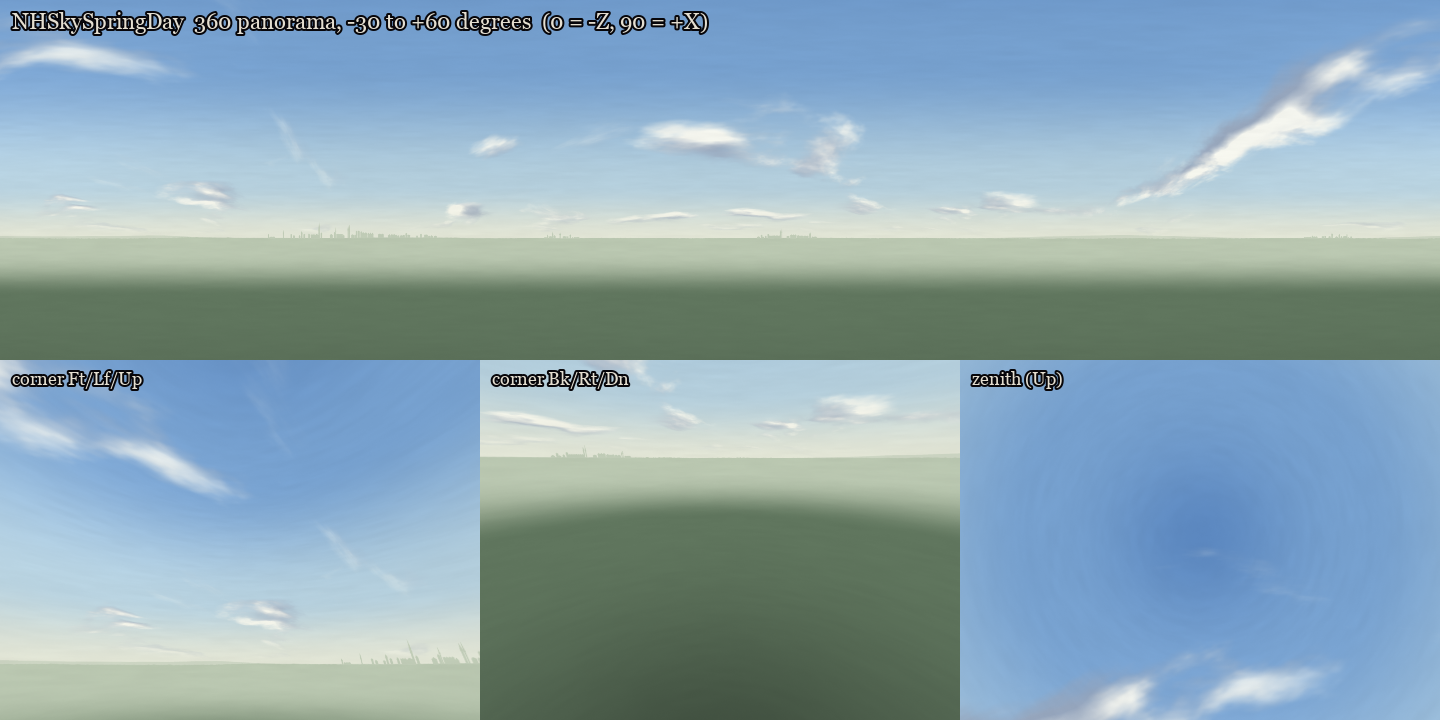 NHSkySpringDay 360 panorama, -30 to +60 degrees (0 = -Z, 90 = +X)
corner Ft/Lf/Up
corner Bk/Rt/Dn
zenith (Up)